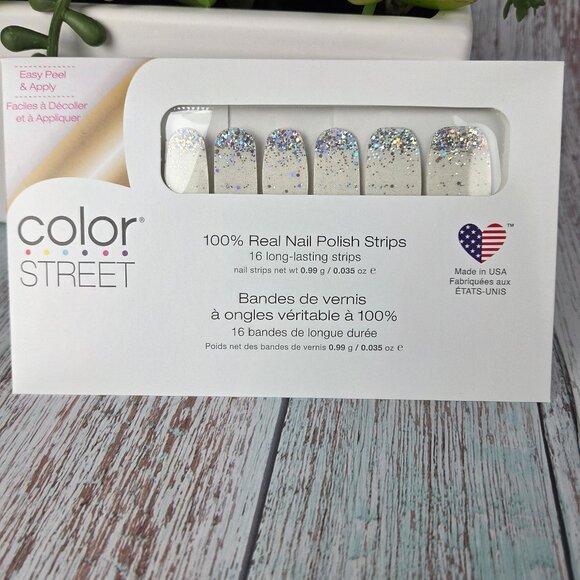 Easy Peel
& Apply
Faciles à Décoller
et à Appliquer
color®
STREET
100% Real Nail Polish Strips
16 long-lasting strips
nail strips net wt 0.99 g / 0.035 oz e
Bandes de vernis
à ongles véritable à 100%
16 bandes de longue durée
Poids net des bandes de vernis 0.99 g / 0.035 oz e
TM
Made in USA
Fabriquées aux
ÉTATS-UNIS